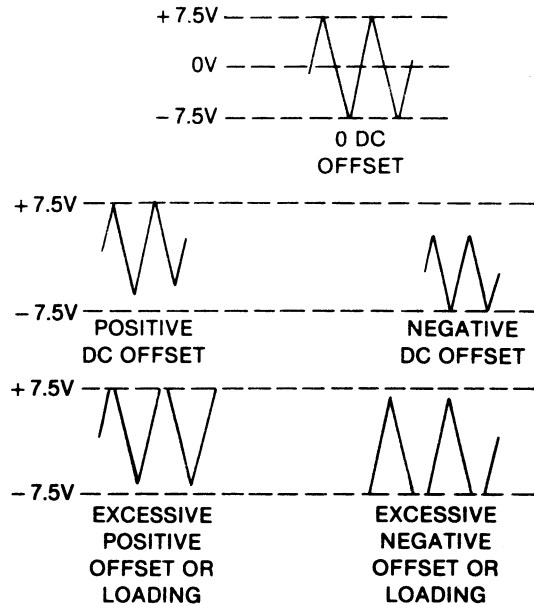 + 7.5V
0V
− 7.5V
0 DC
OFFSET
+ 7.5V
− 7.5V
POSITIVE
DC OFFSET
NEGATIVE
DC OFFSET
+ 7.5V
− 7.5V
EXCESSIVE
POSITIVE
OFFSET OR
LOADING
EXCESSIVE
NEGATIVE
OFFSET OR
LOADING